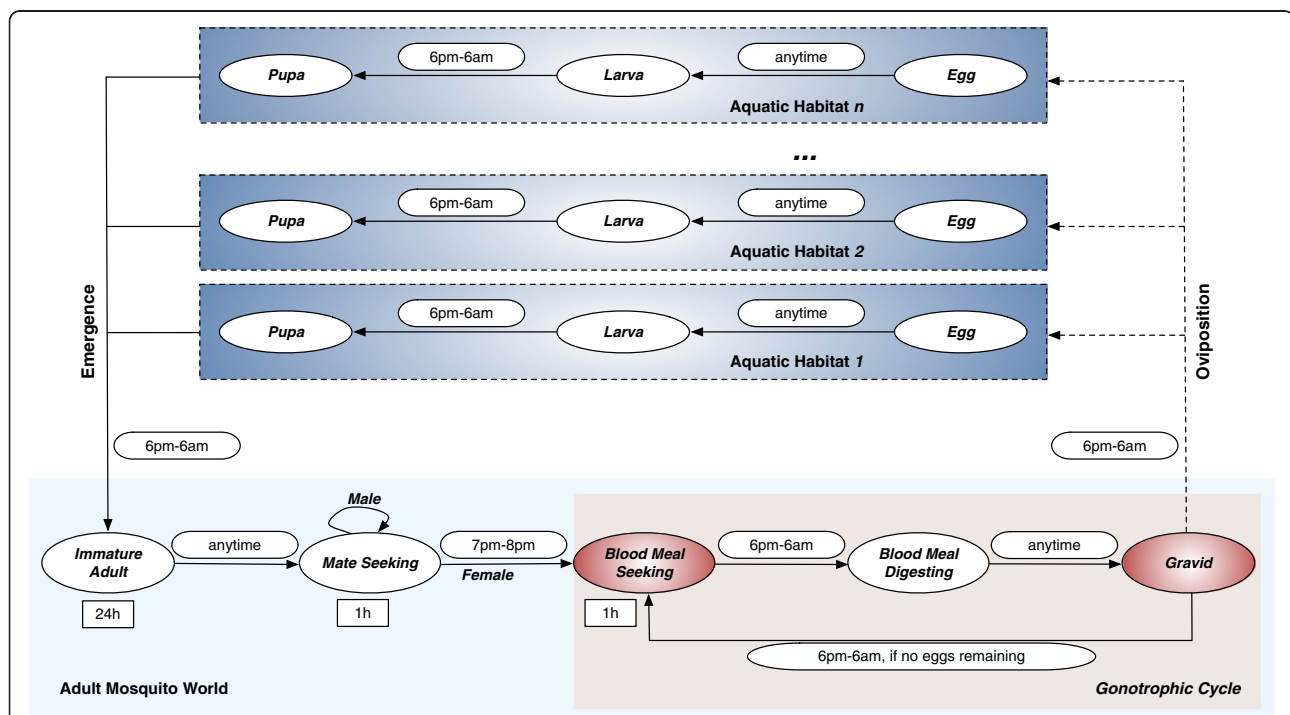 6pm-6am
anytime
Pupa
Larva
Egg
Aquatic Habitat n
...
6pm-6am
anytime
Pupa
Larva
Egg
Aquatic Habitat 2
6pm-6am
anytime
Pupa
Larva
Egg
Aquatic Habitat 1
Emergence
Oviposition
6pm-6am
6pm-6am
Male
Immature
Adult
anytime
Mate Seeking
7pm-8pm
Female
Blood Meal
Seeking
6pm-6am
Blood Meal
Digesting
anytime
Gravid
24h
1h
1h
6pm-6am, if no eggs remaining
Adult Mosquito World
Gonotrophic Cycle